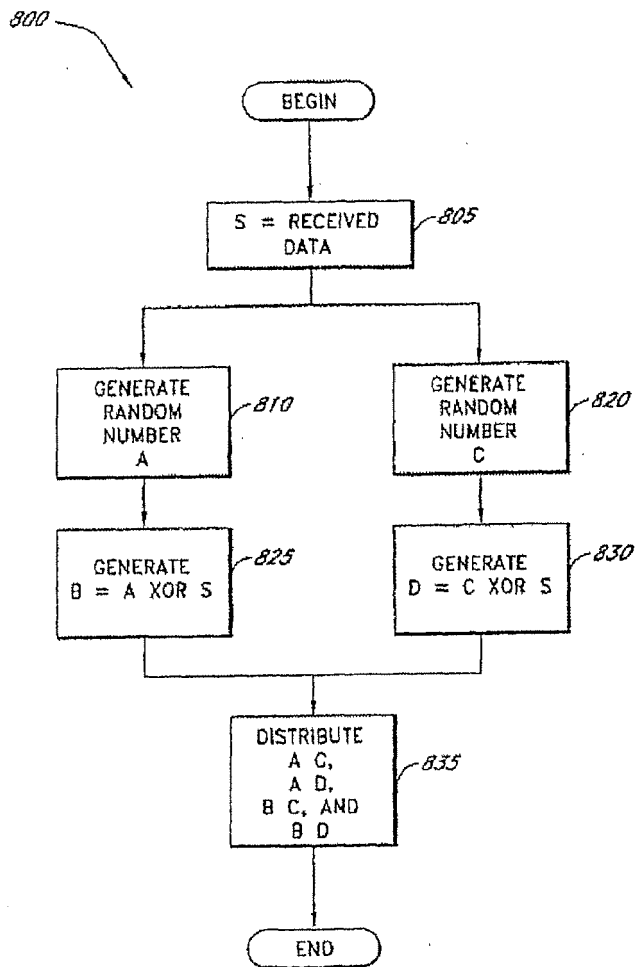 800
BEGIN
S = RECEIVED
DATA
805
GENERATE
RANDOM
NUMBER
A
810
GENERATE
RANDOM
NUMBER
C
820
GENERATE
B = A XOR S
825
GENERATE
D = C XOR S
830
DISTRIBUTE
A C,
A D,
B C, AND
B D
835
END